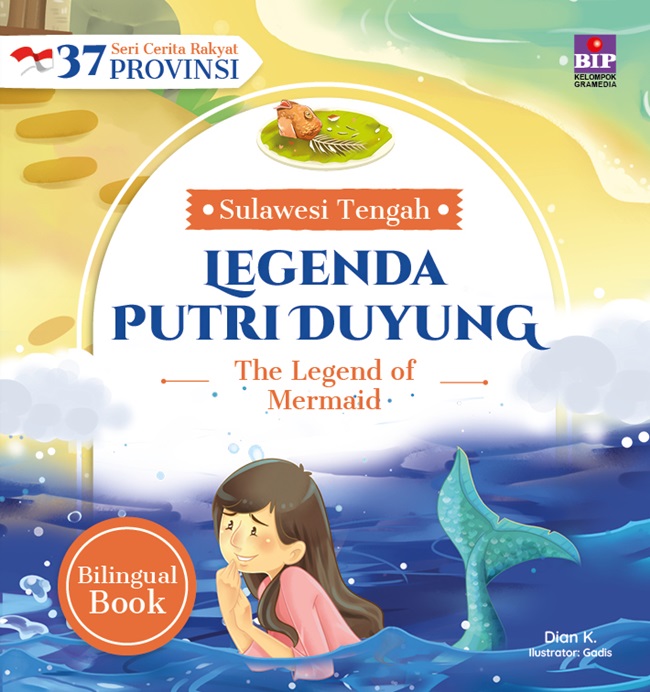 37 Seri Cerita Rakyat
PROVINSI
BIP
KELOMPOK
GRAMEDIA
• Sulawesi Tengah •
LEGENDA
PUTRI DUYUNG
The Legend of
Mermaid
Bilingual
Book
Dian K.
Ilustrator: Gadis